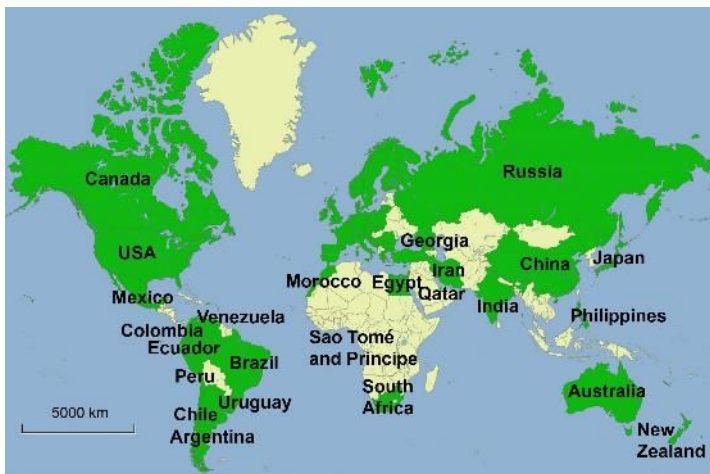 Canada
Russia
USA
Georgia
Iran
China
Japan
Mexico
Morocco
Egypt
Qatar
India
Venezuela
Philippines
Colombia
Ecuador
Sao Tomé
and Principe
Brazil
Peru
South
Africa
Australia
Uruguay
5000 km
Chile
Argentina
New
Zealand